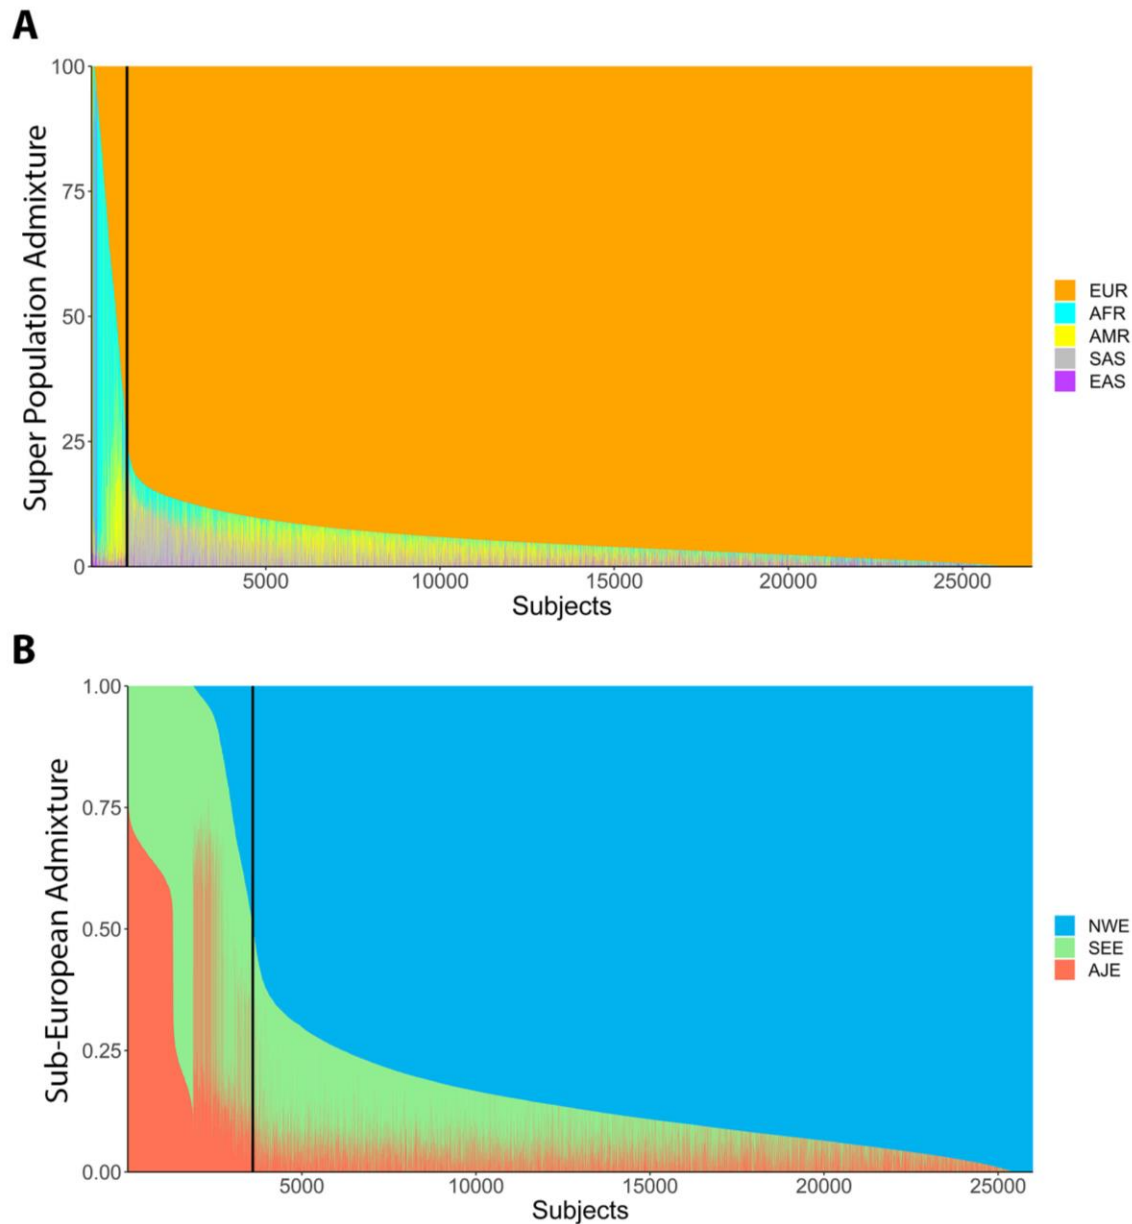 A
Super Population Admixture
100
75
50
25
0
5000 10000 15000 20000 25000
Subjects
EUR
AFR
AMR
SAS
EAS
B
Sub-European Admixture
1.00
0.75
0.50
0.25
0.00
5000 10000 15000 20000 25000
Subjects
NWE
SEE
AJE